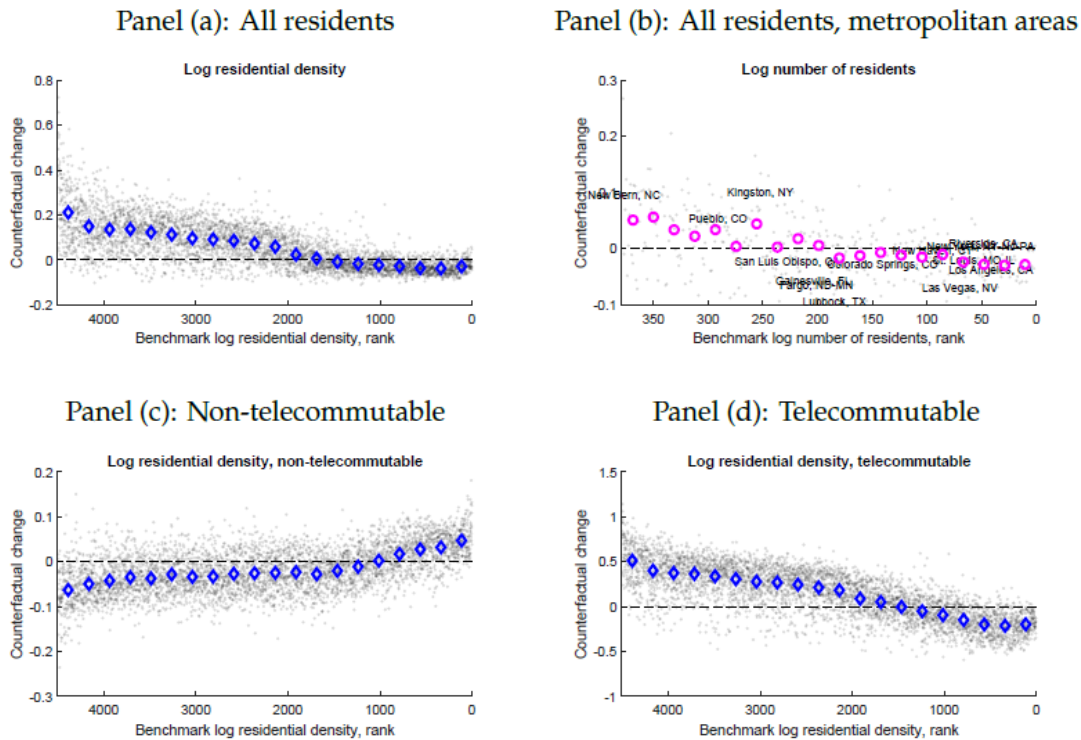 Panel (a): All residents
Log residential density
Counterfactual change
0.8
0.6
0.4
0.2
0
-0.2
4000
3000
2000
1000
0
Benchmark log residential density, rank
Panel (b): All residents, metropolitan areas
Log number of residents
Counterfactual change
0.3
0.2
0.1
0
-0.1
New Bern, NC
Kingston, NY
Pueblo, CO
San Luis Obispo,
Colorado Springs, CO
Gainesville, FL
Fargo, ND-MN
Lubbock, TX
Riverside, CA
St. Louis, MO-IL
Los Angeles, CA
Las Vegas, NV
350
300
250
200
150
100
50
0
Benchmark log number of residents, rank
Panel (c): Non-telecommutable
Log residential density, non-telecommutable
Counterfactual change
0.2
0.1
0
-0.1
-0.2
-0.3
4000
3000
2000
1000
0
Benchmark log residential density, rank
Panel (d): Telecommutable
Log residential density, telecommutable
Counterfactual change
1.5
1
0.5
0
-0.5
-1
4000
3000
2000
1000
0
Benchmark log residential density, rank